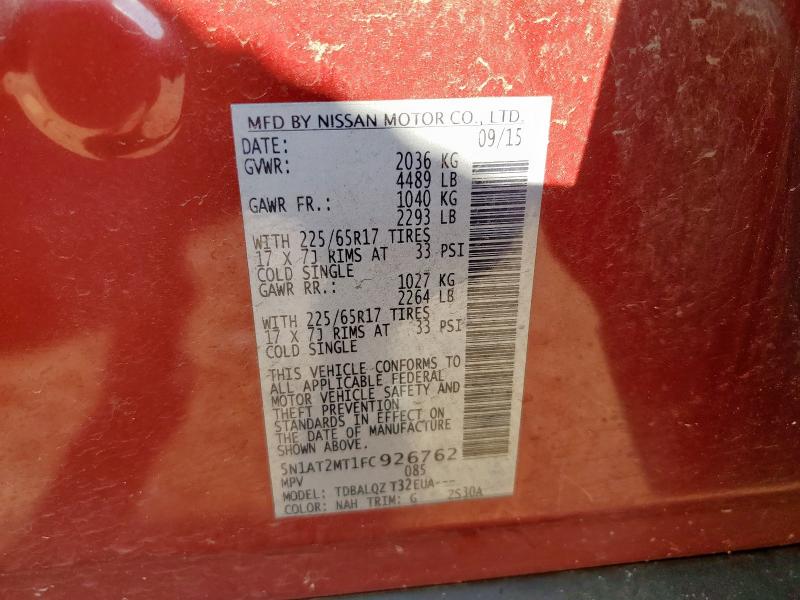 MFD BY NISSAN MOTOR CO., LTD.
DATE: 09/15
GVWR: 2036 KG
4489 LB
GAWR FR.: 1040 KG
2293 LB
WITH 225/65R17 TIRES
17 X 7J RIMS AT 33 PSI
COLD SINGLE
GAWR RR.: 1027 KG
2264 LB
WITH 225/65R17 TIRES
17 X 7J RIMS AT 33 PSI
COLD SINGLE
THIS VEHICLE CONFORMS TO
ALL APPLICABLE FEDERAL
MOTOR VEHICLE SAFETY AND
THEFT PREVENTION
STANDARDS IN EFFECT ON
THE DATE OF MANUFACTURE
SHOWN ABOVE.
5N1AT2MT1FC926762
MPV 085
MODEL: TDBALQZ T32EUA---
COLOR: NAH TRIM: G 2S30A